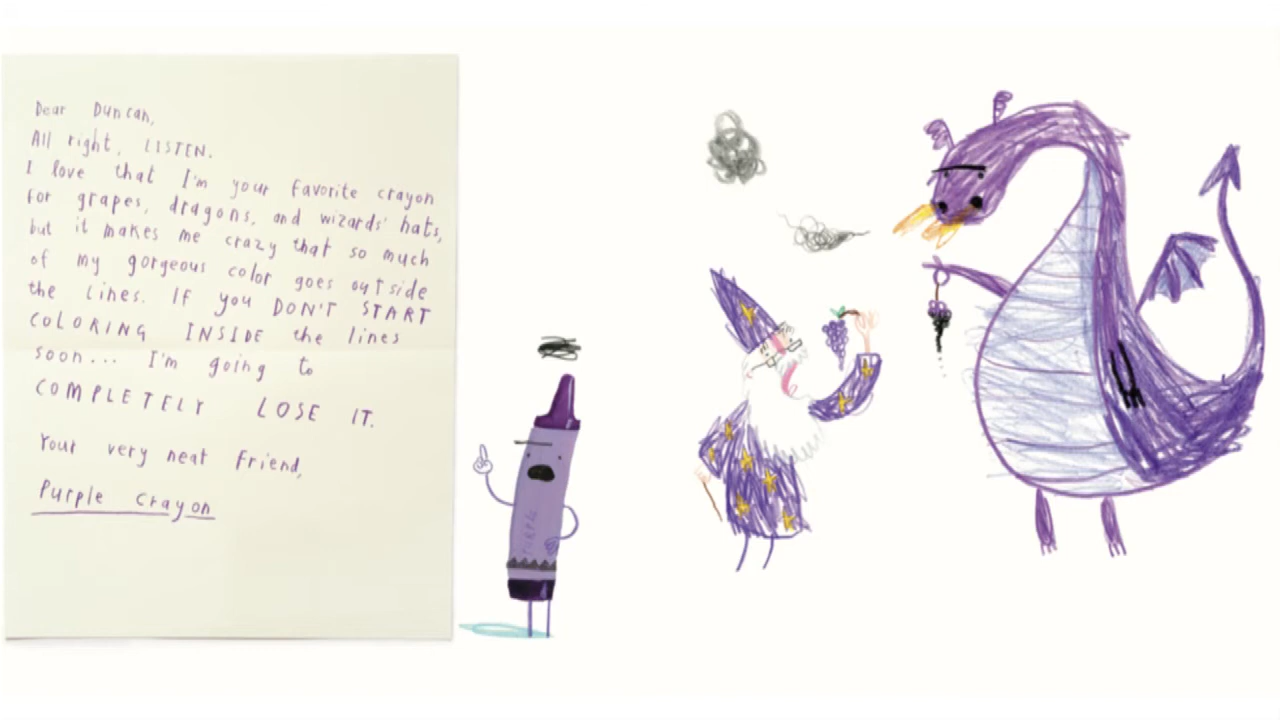 Dear Duncan,
All right, LISTEN.
I love that I'm your favorite crayon
for grapes, dragons, and wizards' hats,
but it makes me crazy that so much
of my gorgeous color goes outside
the lines. IF you DON'T START
COLORING INSIDE the lines
soon... I'm going to
COMPLETELY LOSE IT.
Your very neat friend,
Purple Crayon
PURPLE